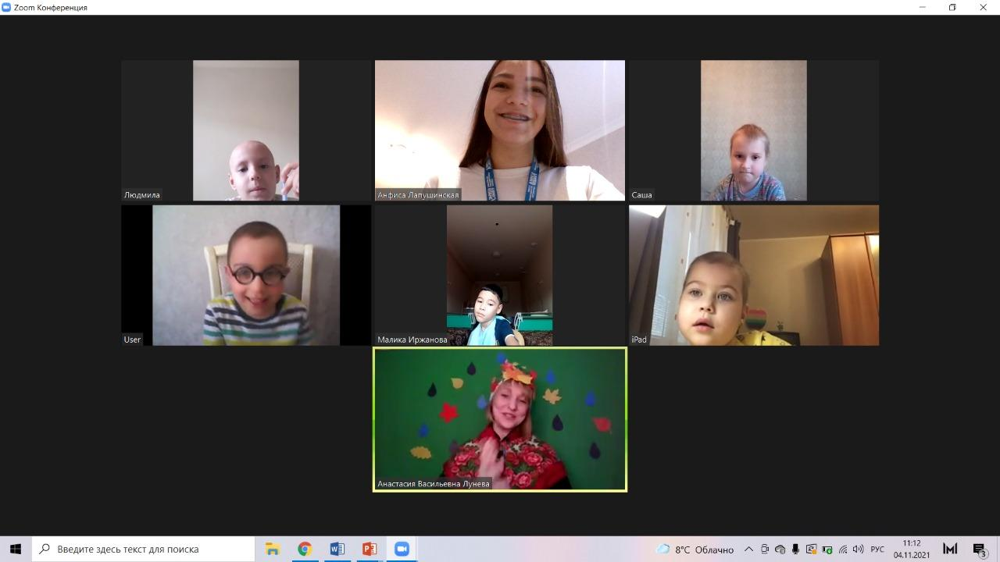 Zoom Конференция
Людмила
Анфиса Лапушинская
Саша
User
Малика Иржанова
iPad
Анастасия Васильевна Лунева
Введите здесь текст для поиска
8°C Облачно
РУС
11:12
04.11.2021
3